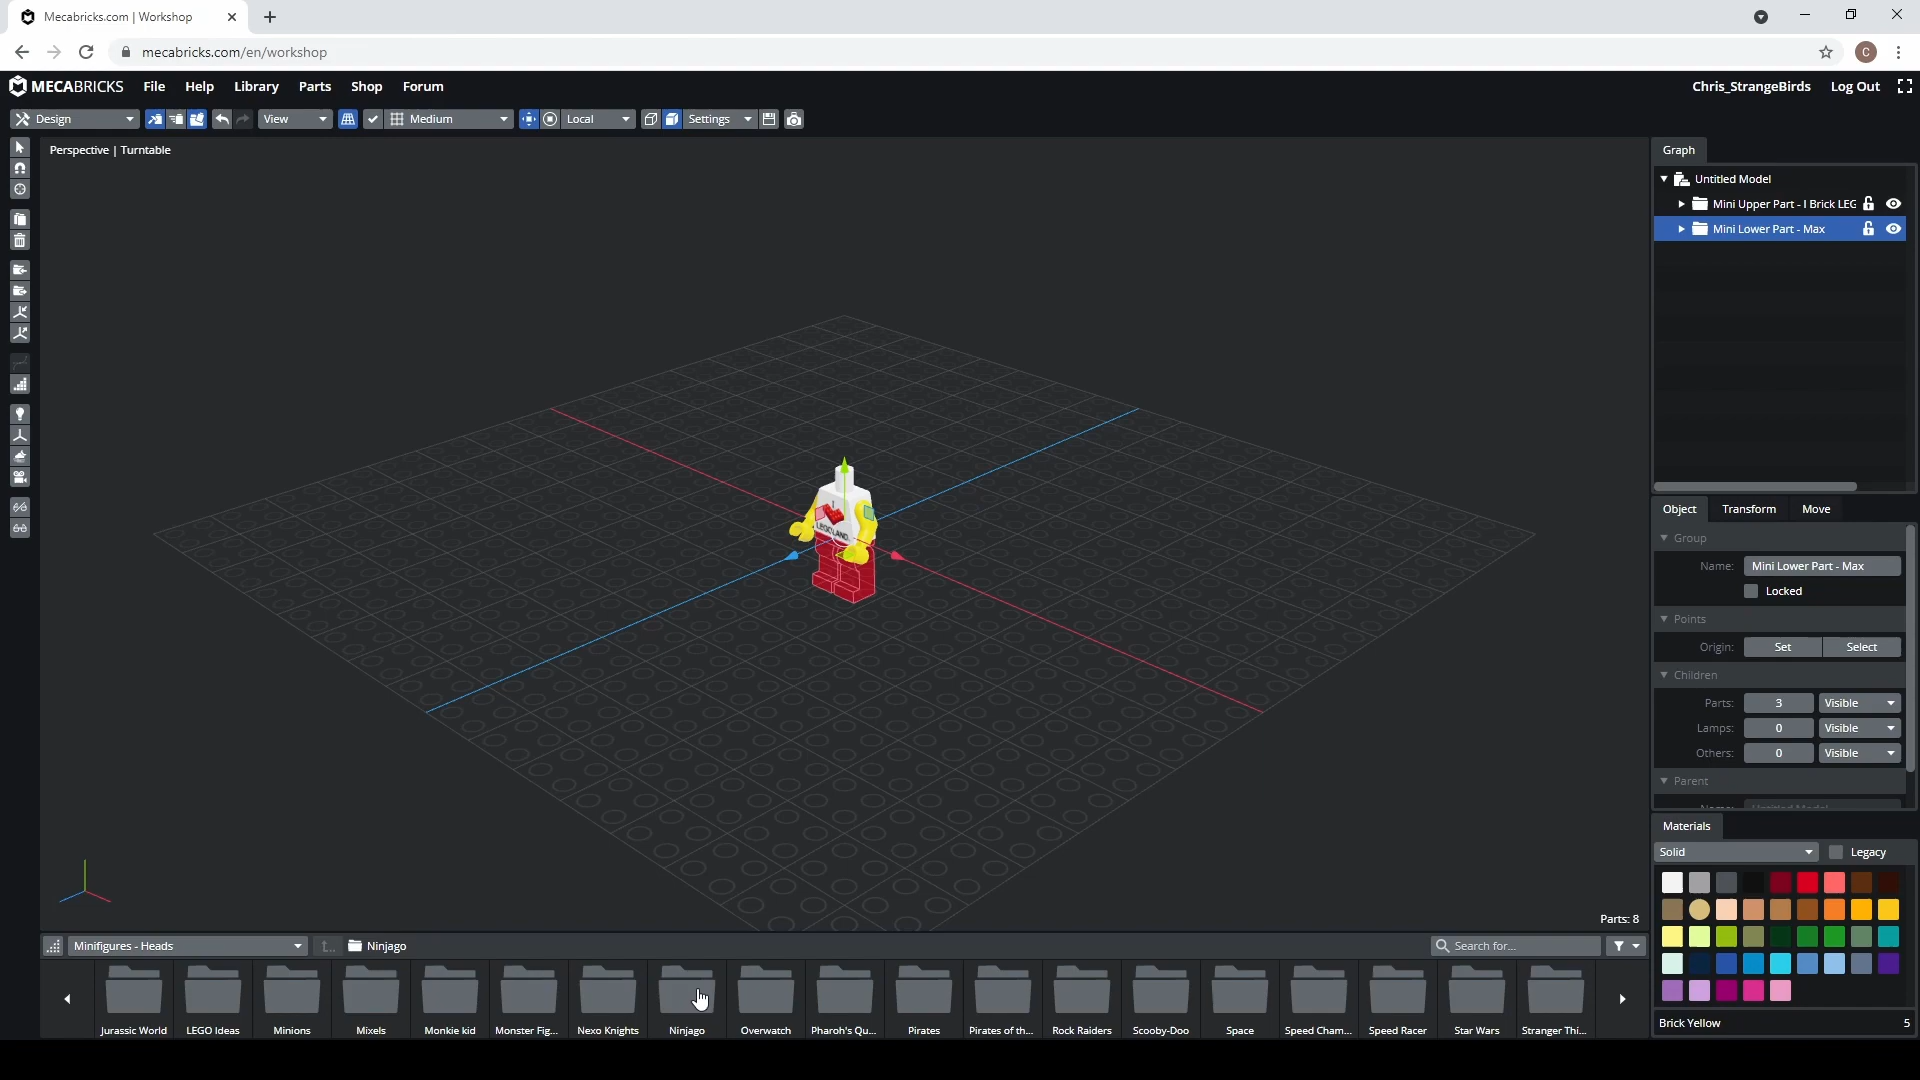 Mecabricks.com | Workshop
mecabricks.com/en/workshop
C
MECABRICKS File Help Library Parts Shop Forum
Chris_StrangeBirds Log Out
Design View Medium Local Settings
Perspective | Turntable
Graph
Untitled Model
Mini Upper Part - I Brick LEG
Mini Lower Part - Max
I
LEGOLAND
Object Transform Move
Group
Name: Mini Lower Part - Max
Locked
Points
Origin: Set Select
Children
Parts: 3 Visible
Lamps: 0 Visible
Others: 0 Visible
Parent
Materials
Solid Legacy
Brick Yellow 5
Parts: 8
Minifigures - Heads Ninjago Search for...
Jurassic World LEGO Ideas Minions Mixels Monkie kid Monster Fig... Nexo Knights Ninjago Overwatch Pharoh's Qu... Pirates Pirates of th... Rock Raiders Scooby-Doo Space Speed Cham... Speed Racer Star Wars Stranger Thi...